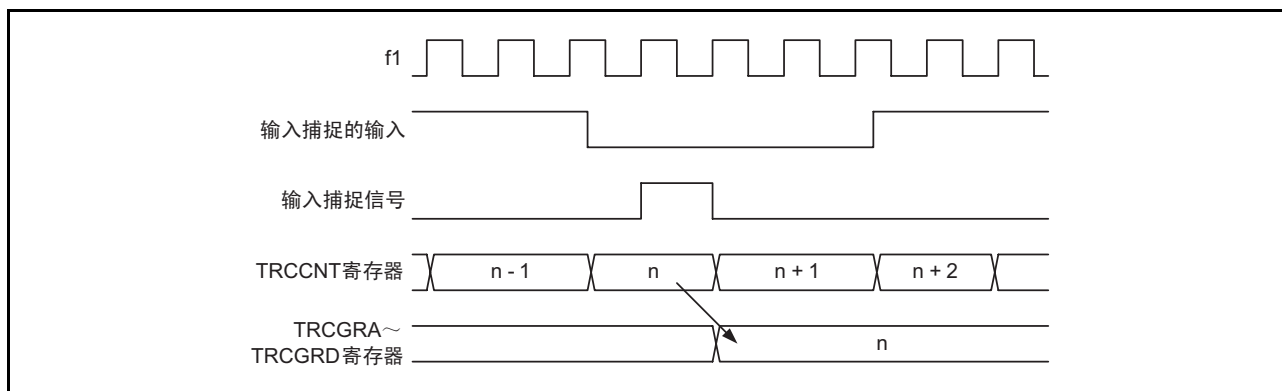 f1
输入捕捉的输入
输入捕捉信号
TRCCNT寄存器
n - 1
n
n + 1
n + 2
TRCGRA～
TRCGRD寄存器
n